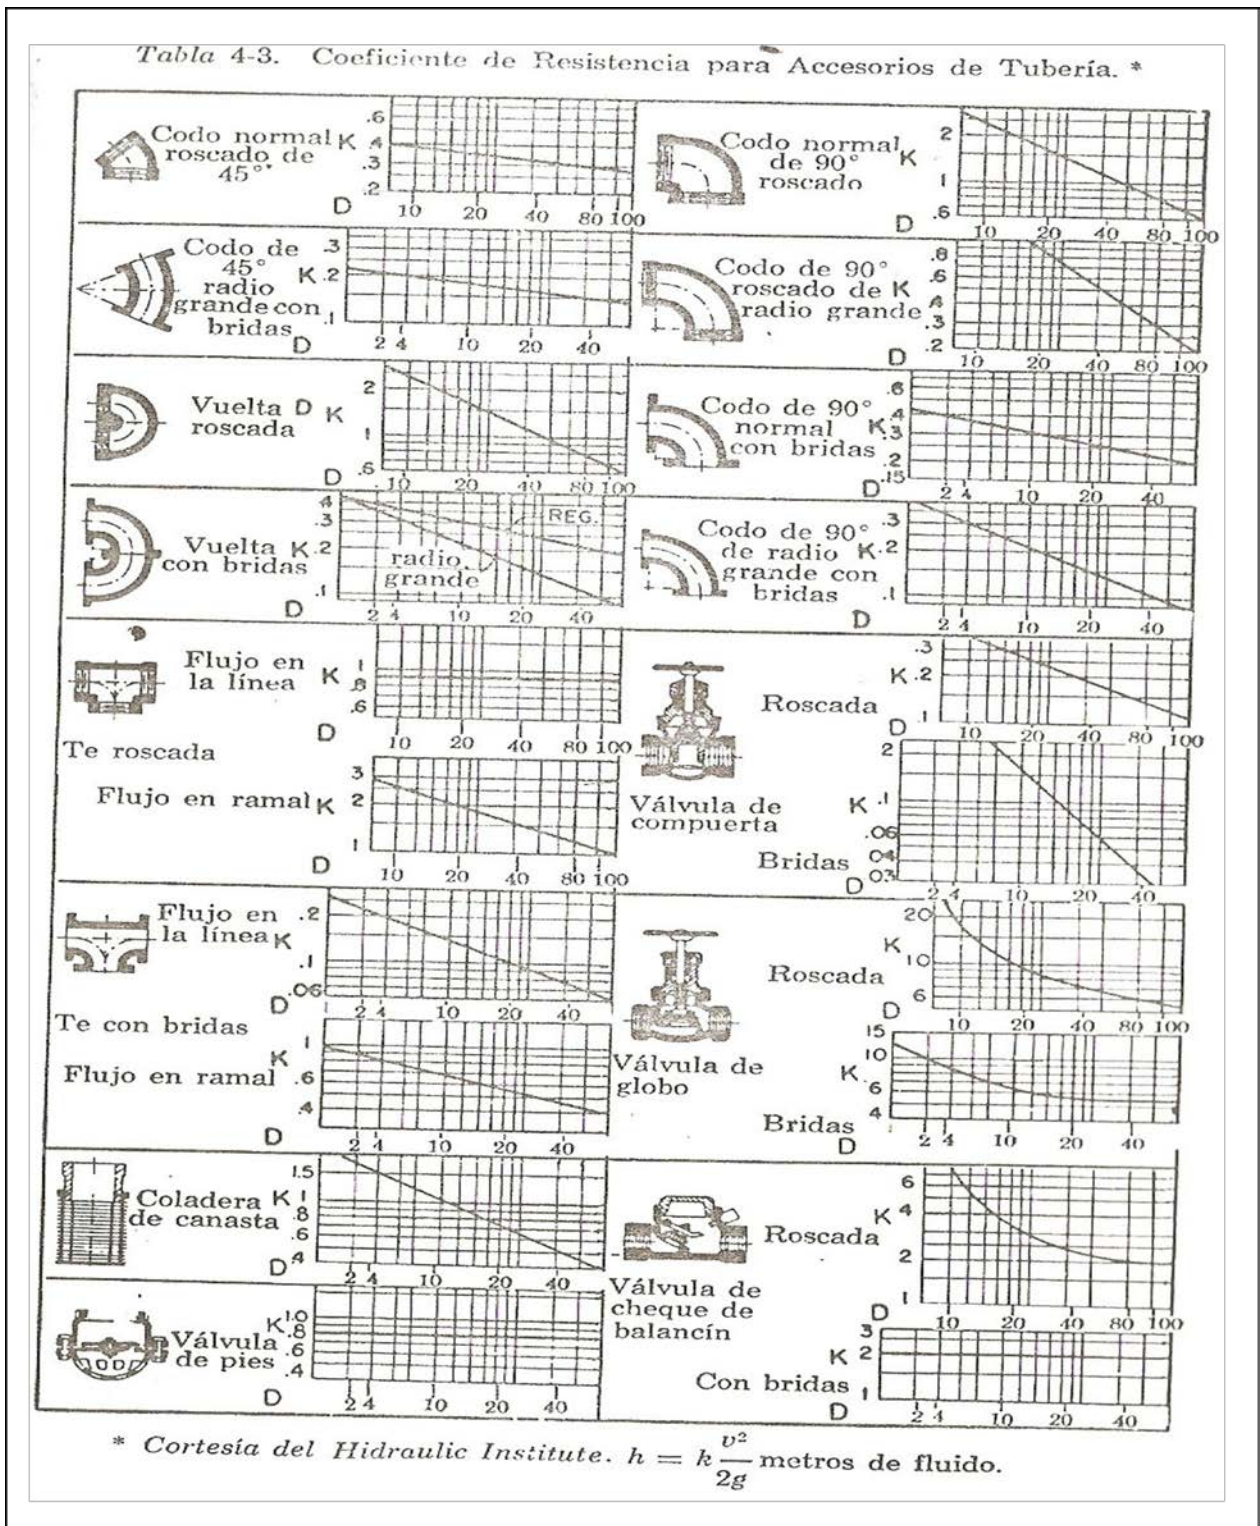 Tabla 4-3. Coeficiente de Resistencia para Accesorios de Tubería. *
Codo normal
roscado de
45°
K
.6
.4
.3
.2
D
10 20 40 80 100
Codo normal
de 90°
roscado
K
2
1
.6
D
10 20 40 80 100
Codo de
45°
radio
grande con
bridas
K
.3
.2
.1
D
2 4 10 20 40
Codo de 90°
roscado de
radio grande
K
.8
.6
.4
.3
.2
D
10 20 40 80 100
Vuelta D
roscada
K
2
1
.6
D
10 20 40 80 100
Codo de 90°
normal
con bridas
K
.6
.4
.3
.2
.15
D
2 4 10 20 40
Vuelta
con bridas
K
.4
.3
.2
.1
REG.
radio
grande
D
2 4 10 20 40
Codo de 90°
de radio
grande con
bridas
K
.3
.2
.1
D
2 4 10 20 40
Flujo en
la línea
K
1
.8
.6
D
10 20 40 80 100
Te roscada
Flujo en ramal
K
3
2
1
D
10 20 40 80 100
Roscada
K
.3
.2
.1
D
10 20 40 80 100
Válvula de
compuerta
Bridas
K
2
.1
.06
04
03
D
2 4 10 20 40
Flujo en
la línea
K
.2
.1
.06
D
2 4 10 20 40
Te con bridas
Flujo en ramal
K
1
.6
.4
D
2 4 10 20 40
Roscada
K
20
10
6
D
10 20 40 80 100
Válvula de
globo
Bridas
K
15
10
6
4
D
2 4 10 20 40
Coladera
de canasta
K
1.5
1
.8
.6
.4
D
2 4 10 20 40
Roscada
K
6
4
2
1
D
10 20 40 80 100
Válvula de
cheque de
balancín
Con bridas
K
3
2
1
D
2 4 10 20 40
Válvula
de pies
K
1.0
.8
.6
.4
D
2 4 10 20 40
* Cortesía del Hidraulic Institute. h = k v²/2g metros de fluido.